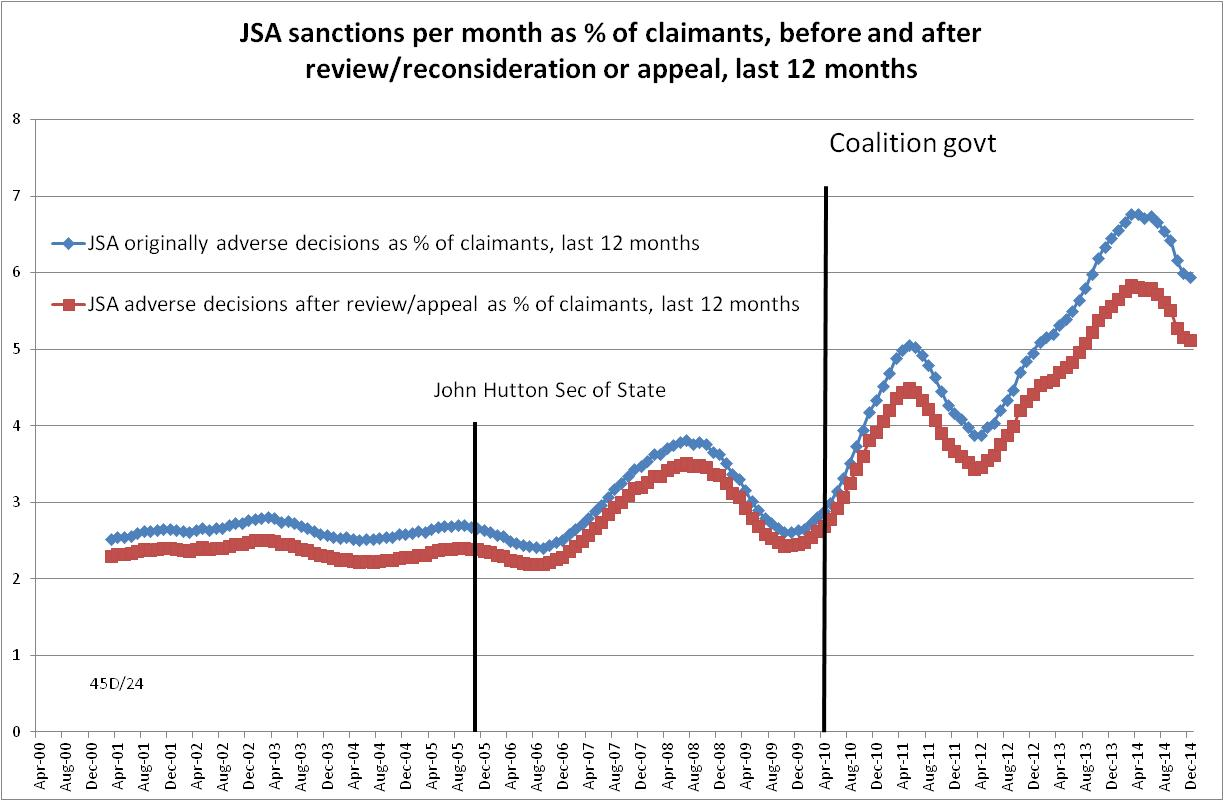 JSA sanctions per month as % of claimants, before and after
review/reconsideration or appeal, last 12 months
8
Coalition govt
7
JSA originally adverse decisions as % of claimants, last 12 months
6
JSA adverse decisions after review/appeal as % of claimants, last 12 months
5
John Hutton Sec of State
4
3
2
1
45D/24
0
Apr-00
Aug-00
Dec-00
Apr-01
Aug-01
Dec-01
Apr-02
Aug-02
Dec-02
Apr-03
Aug-03
Dec-03
Apr-04
Aug-04
Dec-04
Apr-05
Aug-05
Dec-05
Apr-06
Aug-06
Dec-06
Apr-07
Aug-07
Dec-07
Apr-08
Aug-08
Dec-08
Apr-09
Aug-09
Dec-09
Apr-10
Aug-10
Dec-10
Apr-11
Aug-11
Dec-11
Apr-12
Aug-12
Dec-12
Apr-13
Aug-13
Dec-13
Apr-14
Aug-14
Dec-14